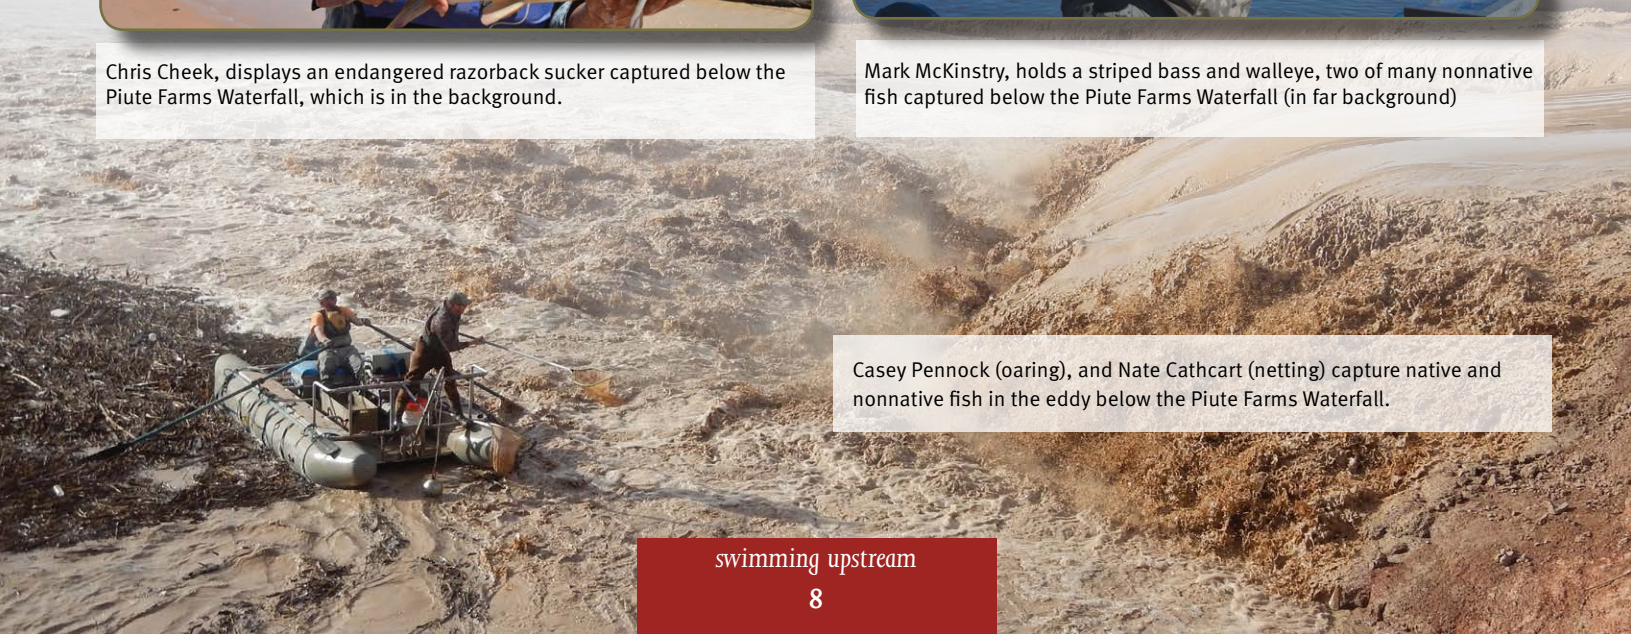 Chris Cheek, displays an endangered razorback sucker captured below the
Piute Farms Waterfall, which is in the background.
Mark McKinstry, holds a striped bass and walleye, two of many nonnative
fish captured below the Piute Farms Waterfall (in far background)
Casey Pennock (oaring), and Nate Cathcart (netting) capture native and
nonnative fish in the eddy below the Piute Farms Waterfall.
swimming upstream
8